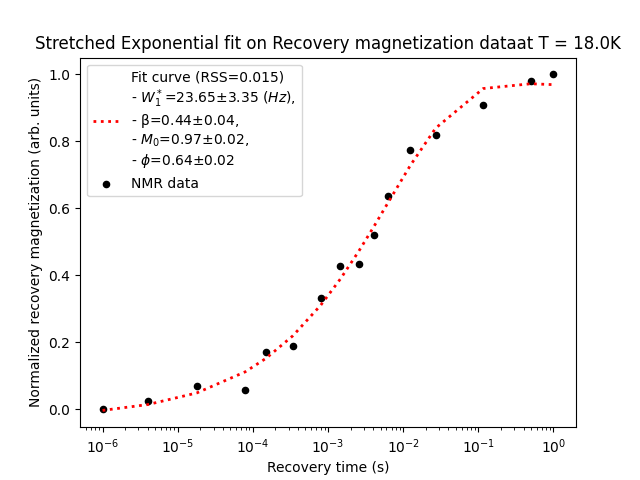 Stretched Exponential fit on Recovery magnetization dataat T = 18.0K
Normalized recovery magnetization (arb. units)
1.0
0.8
0.6
0.4
0.2
0.0
Fit curve (RSS=0.015)
- W₁*=23.65±3.35 (Hz),
- β=0.44±0.04,
- M₀=0.97±0.02,
- ϕ=0.64±0.02
NMR data
10⁻⁶ 10⁻⁵ 10⁻⁴ 10⁻³ 10⁻² 10⁻¹ 10⁰
Recovery time (s)